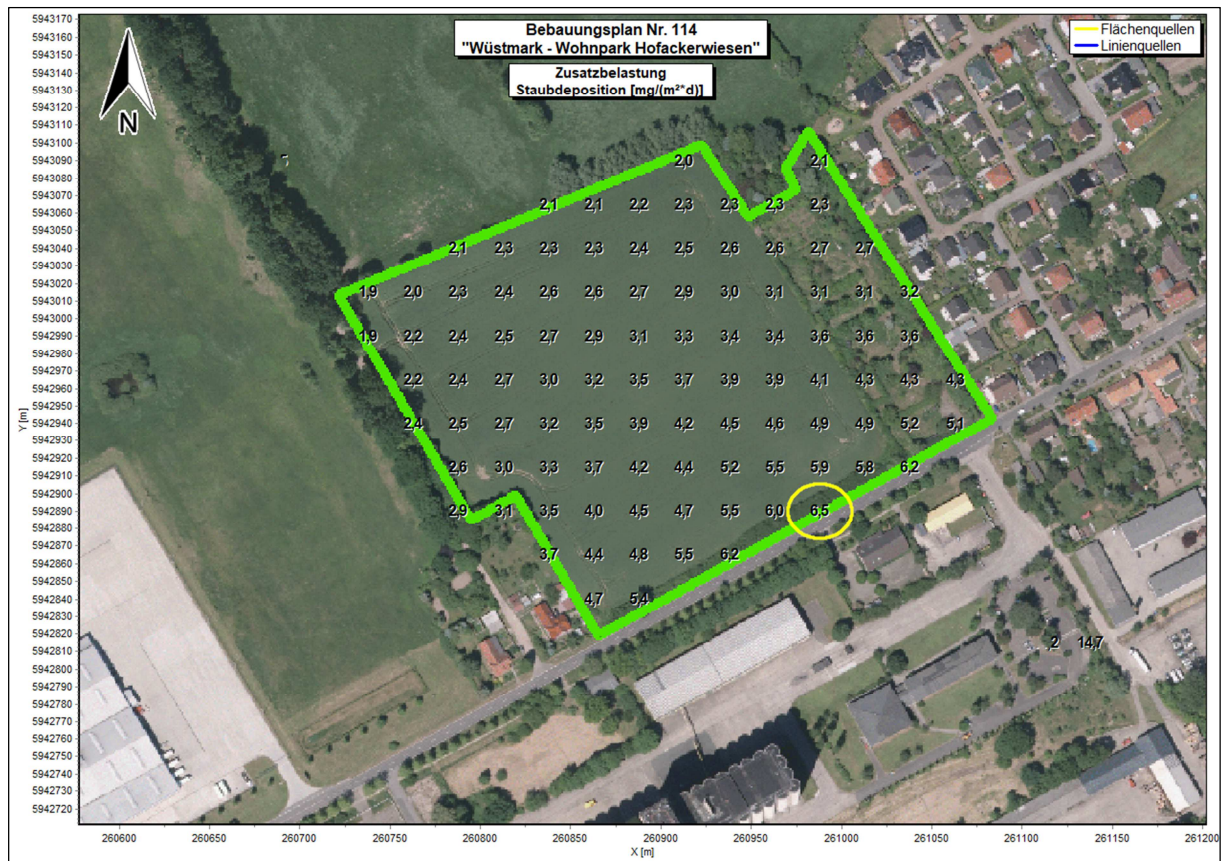 Bebauungsplan Nr. 114
"Wüstmark - Wohnpark Hofackerwiesen"
Zusatzbelastung
Staubdeposition [mg/(m²*d)]
Flächenquellen
Linienquellen
N
Y [m]
5943170
5943160
5943150
5943140
5943130
5943120
5943110
5943100
5943090
5943080
5943070
5943060
5943050
5943040
5943030
5943020
5943010
5943000
5942990
5942980
5942970
5942960
5942950
5942940
5942930
5942920
5942910
5942900
5942890
5942880
5942870
5942860
5942850
5942840
5942830
5942820
5942810
5942800
5942790
5942780
5942770
5942760
5942750
5942740
5942730
5942720
2,0 2,1
2,1 2,1 2,2 2,3 2,3 2,3 2,3
2,1 2,3 2,3 2,3 2,4 2,5 2,6 2,6 2,7 2,7
1,9 2,0 2,3 2,4 2,6 2,6 2,7 2,9 3,0 3,1 3,1 3,1 3,2
1,9 2,2 2,4 2,5 2,7 2,9 3,1 3,3 3,4 3,4 3,6 3,6 3,6
2,2 2,4 2,7 3,0 3,2 3,5 3,7 3,9 3,9 4,1 4,3 4,3 4,3
2,4 2,5 2,7 3,2 3,5 3,9 4,2 4,5 4,6 4,9 4,9 5,2 5,1
2,6 3,0 3,3 3,7 4,2 4,4 5,2 5,5 5,9 5,8 6,2
2,9 3,1 3,5 4,0 4,5 4,7 5,5 6,0 6,5
3,7 4,4 4,8 5,5 6,2
4,7 5,4
,2 14,7
260600 260650 260700 260750 260800 260850 260900 260950 261000 261050 261100 261150 261200
X [m]